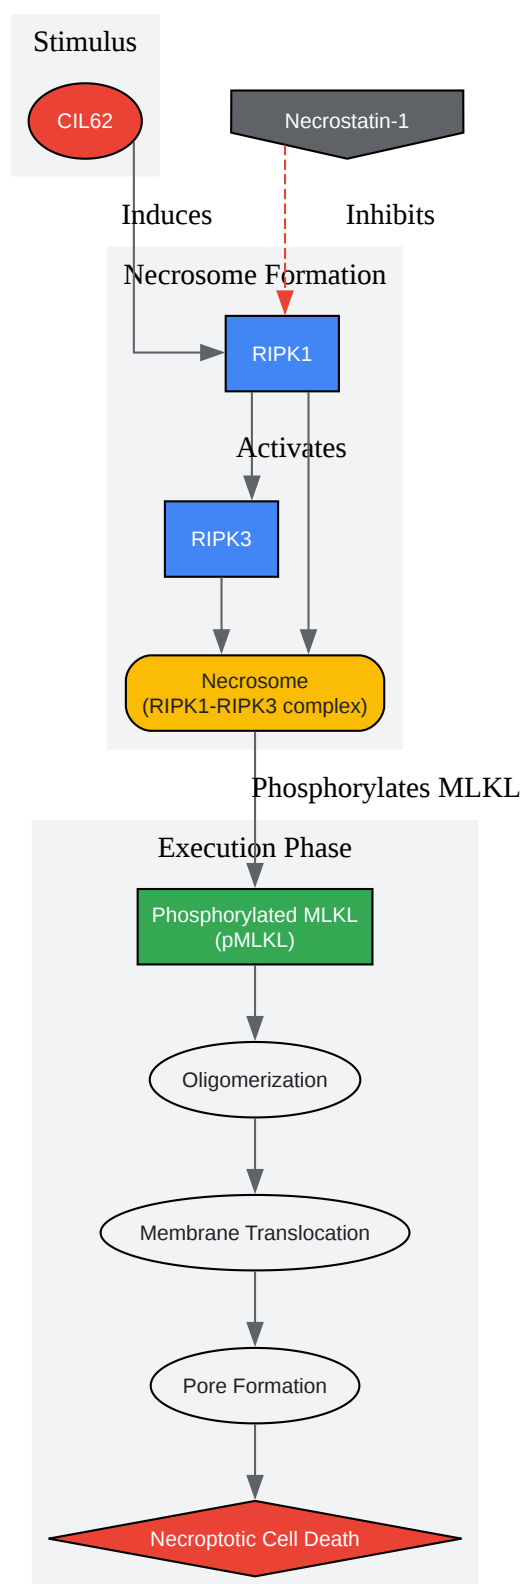 Stimulus
CIL62
Necrostatin-1
Induces
Inhibits
Necrosome Formation
RIPK1
Activates
RIPK3
Necrosome
(RIPK1-RIPK3 complex)
Phosphorylates MLKL
Execution Phase
Phosphorylated MLKL
(pMLKL)
Oligomerization
Membrane Translocation
Pore Formation
Necroptotic Cell Death